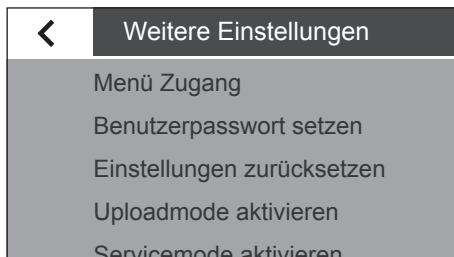 Weitere Einstellungen
Menü Zugang
Benutzerpasswort setzen
Einstellungen zurücksetzen
Uploadmode aktivieren
Servicemode aktivieren